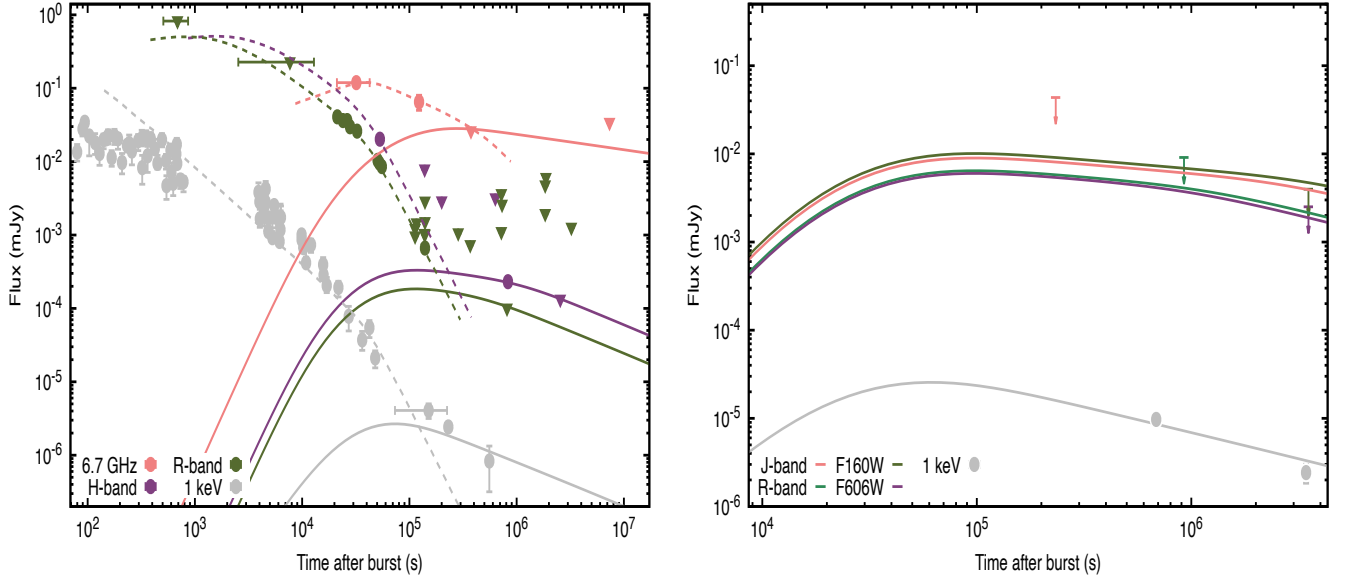 Flux (mJy)
10^0
10^-1
10^-2
10^-3
10^-4
10^-5
10^-6
6.7 GHz R-band
H-band 1 keV
10^2 10^3 10^4 10^5 10^6 10^7
Time after burst (s)
Flux (mJy)
10^-1
10^-2
10^-3
10^-4
10^-5
10^-6
J-band F160W 1 keV
R-band F606W
10^4 10^5 10^6
Time after burst (s)